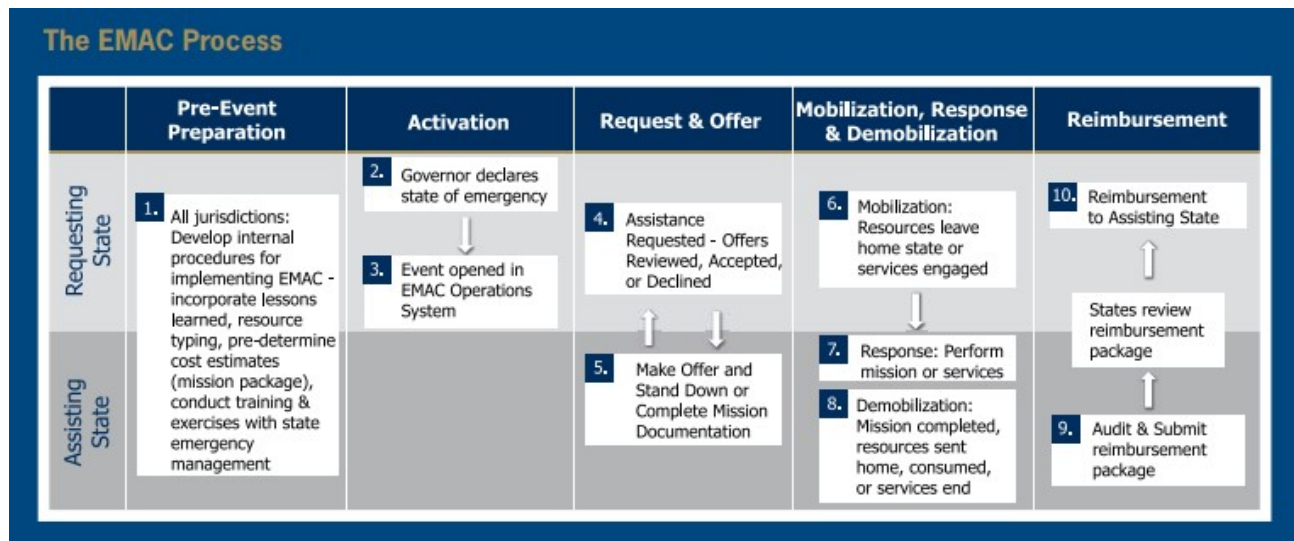 The EMAC Process
Pre-Event
Preparation
Activation
Request & Offer
Mobilization, Response
& Demobilization
Reimbursement
Requesting
State
Assisting
State
1.
All jurisdictions:
Develop internal
procedures for
implementing EMAC -
incorporate lessons
learned, resource
typing, pre-determine
cost estimates
(mission package),
conduct training &
exercises with state
emergency
management
2.
Governor declares
state of emergency
3.
Event opened in
EMAC Operations
System
4.
Assistance
Requested - Offers
Reviewed, Accepted,
or Declined
5.
Make Offer and
Stand Down or
Complete Mission
Documentation
6.
Mobilization:
Resources leave
home state or
services engaged
7.
Response: Perform
mission or services
8.
Demobilization:
Mission completed,
resources sent
home, consumed,
or services end
10.
Reimbursement
to Assisting State
States review
reimbursement
package
9.
Audit & Submit
reimbursement
package